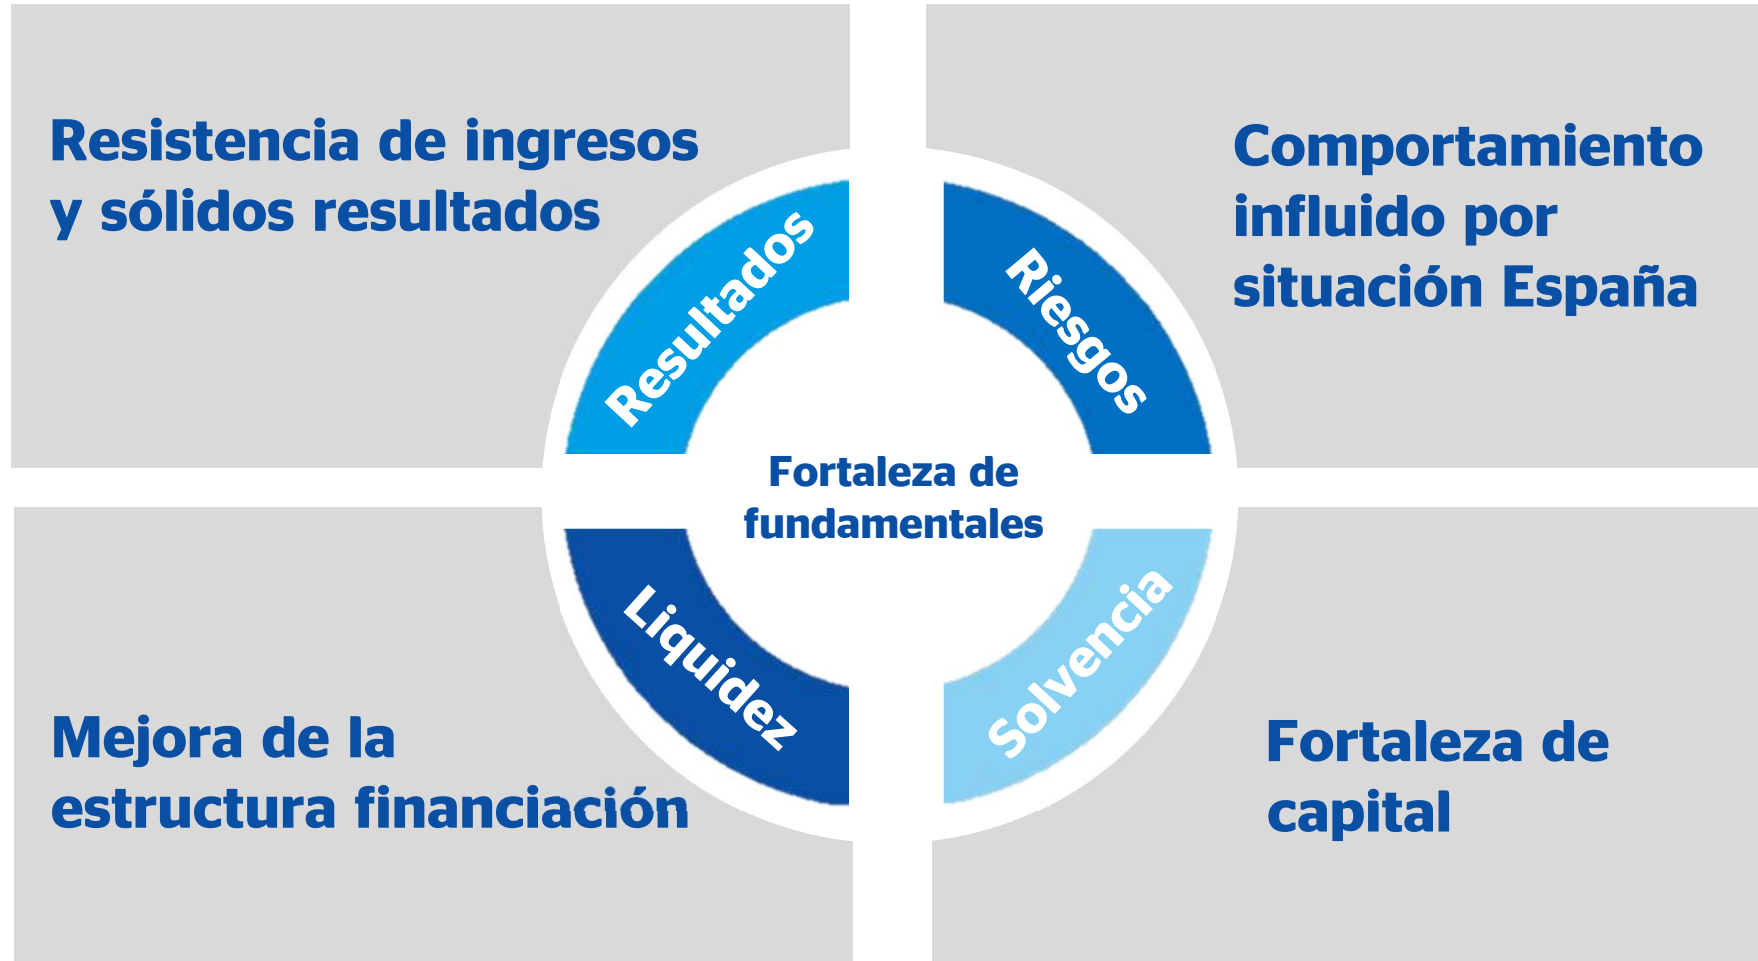 Resistencia de ingresos
y sólidos resultados
Resultados
Comportamiento
influido por
situación España
Riesgos
Fortaleza de
fundamentales
Liquidez
Mejora de la
estructura financiación
Solvencia
Fortaleza de
capital